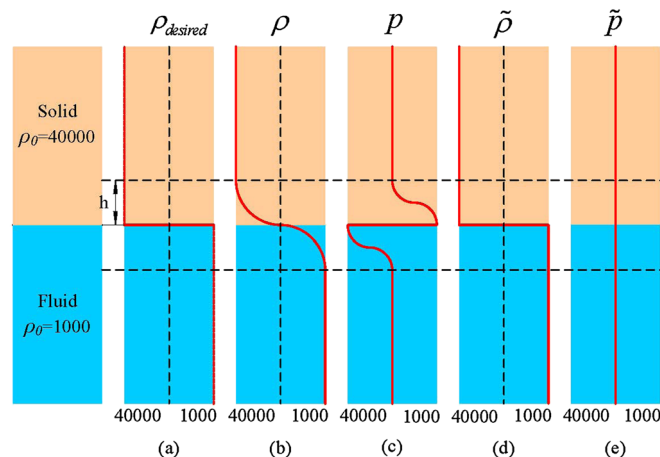 ρdesired ρ p ρ̃ p̃
Solid
ρ0=40000
h
Fluid
ρ0=1000
40000 1000 40000 1000 40000 1000 40000 1000 40000 1000
(a) (b) (c) (d) (e)